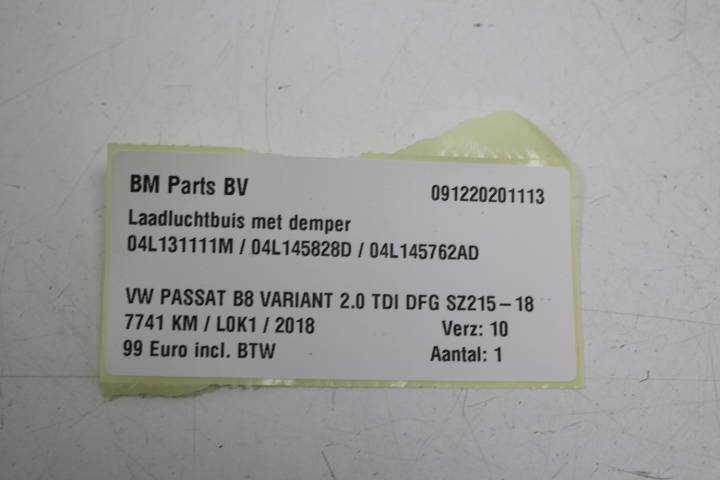 BM Parts BV 091220201113
Laadluchtbuis met demper
04L131111M / 04L145828D / 04L145762AD
VW PASSAT B8 VARIANT 2.0 TDI DFG SZ215-18
7741 KM / L0K1 / 2018 Verz: 10
99 Euro incl. BTW Aantal: 1